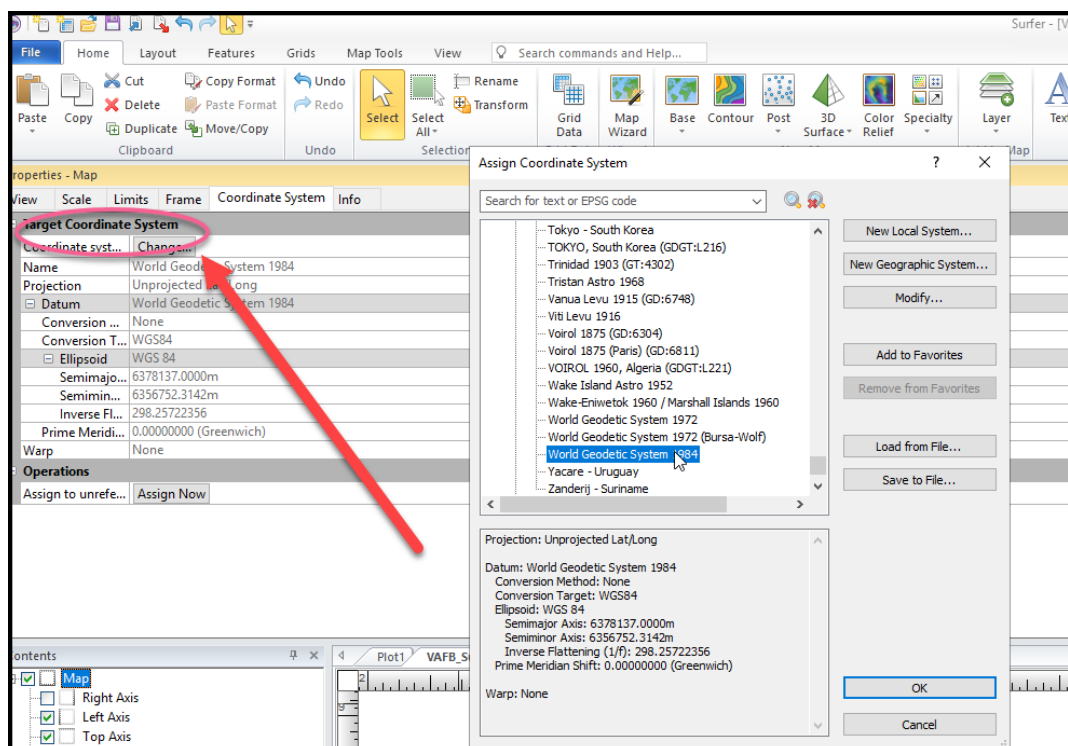 Surfer - [V
File Home Layout Features Grids Map Tools View Search commands and Help...
Paste Copy Cut Delete Duplicate Copy Format Paste Format Move/Copy
Clipboard
Undo Redo
Undo
Select Select All Rename Transform
Selection
Grid Data Map Wizard Base Contour Post 3D Surface Color Relief Specialty Layer Tex
Map
roperties - Map
View Scale Limits Frame Coordinate System Info
Target Coordinate System
Coordinate syst... Change...
Name World Geodetic System 1984
Projection Unprojected Lat/Long
Datum World Geodetic System 1984
Conversion ... None
Conversion T... WGS84
Ellipsoid WGS 84
Semimajo... 6378137.0000m
Semimin... 6356752.3142m
Inverse Fl... 298.25722356
Prime Meridi... 0.00000000 (Greenwich)
Warp None
Operations
Assign to unrefe... Assign Now
Assign Coordinate System
Search for text or EPSG code
Tokyo - South Korea
TOKYO, South Korea (GDGT:L216)
Trinidad 1903 (GT:4302)
Tristan Astro 1968
Vanua Levu 1915 (GD:6748)
Viti Levu 1916
Voirol 1875 (GD:6304)
Voirol 1875 (Paris) (GD:6811)
VOIROL 1960, Algeria (GDGT:L221)
Wake Island Astro 1952
Wake-Eniwetok 1960 / Marshall Islands 1960
World Geodetic System 1972
World Geodetic System 1972 (Bursa-Wolf)
World Geodetic System 1984
Yacare - Uruguay
Zanderij - Suriname
New Local System...
New Geographic System...
Modify...
Add to Favorites
Remove from Favorites
Load from File...
Save to File...
Projection: Unprojected Lat/Long
Datum: World Geodetic System 1984
Conversion Method: None
Conversion Target: WGS84
Ellipsoid: WGS 84
Semimajor Axis: 6378137.0000m
Semiminor Axis: 6356752.3142m
Inverse Flattening (1/f): 298.25722356
Prime Meridian Shift: 0.00000000 (Greenwich)
Warp: None
OK
Cancel
ontents
Map
Right Axis
Left Axis
Top Axis
Plot1 VAFB_S
2
9